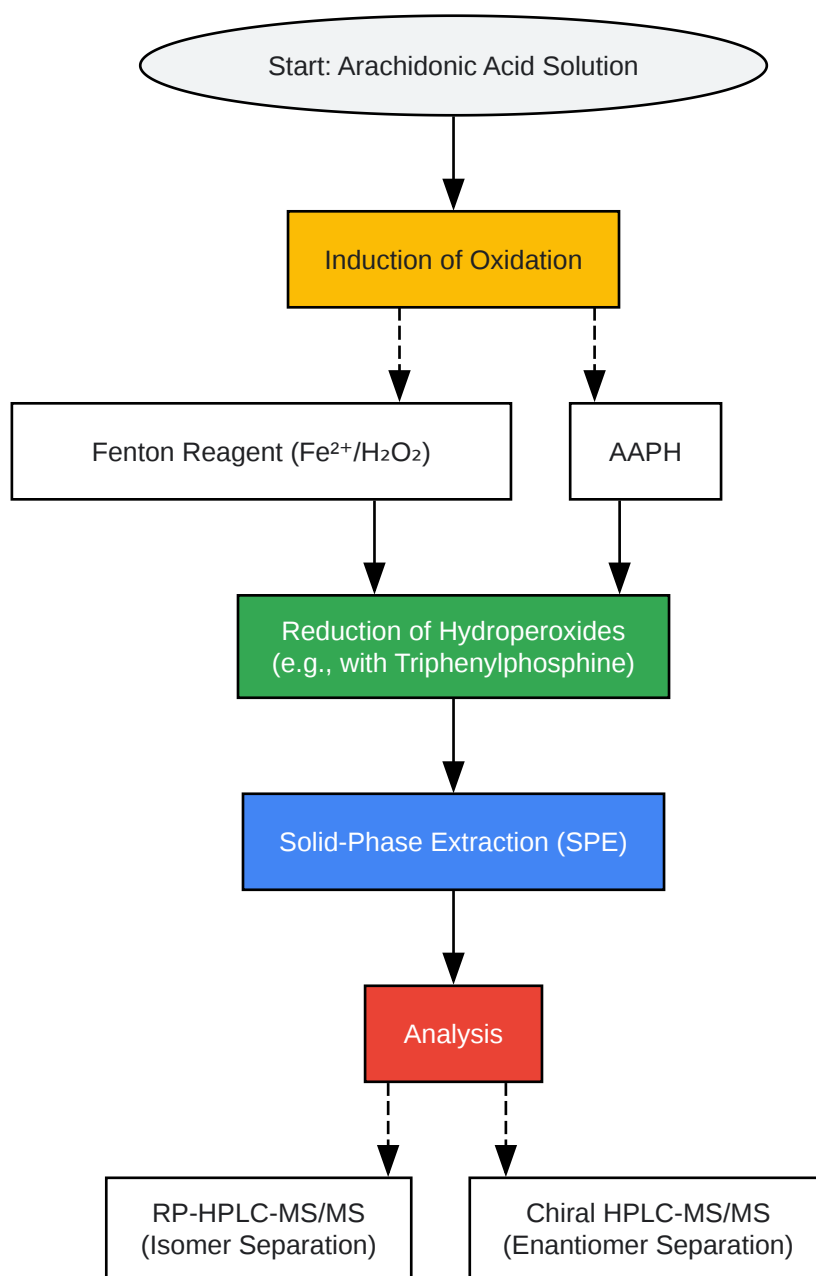 Start: Arachidonic Acid Solution
Induction of Oxidation
Fenton Reagent (Fe²⁺/H₂O₂)
AAPH
Reduction of Hydroperoxides
(e.g., with Triphenylphosphine)
Solid-Phase Extraction (SPE)
Analysis
RP-HPLC-MS/MS
(Isomer Separation)
Chiral HPLC-MS/MS
(Enantiomer Separation)